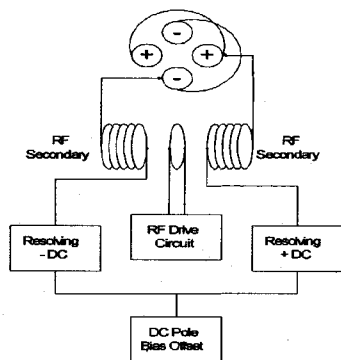 -
+ +
-
RF
Secondary
RF
Secondary
RF Drive
Circuit
Resolving
- DC
Resolving
+ DC
DC Pole
Bias Offset